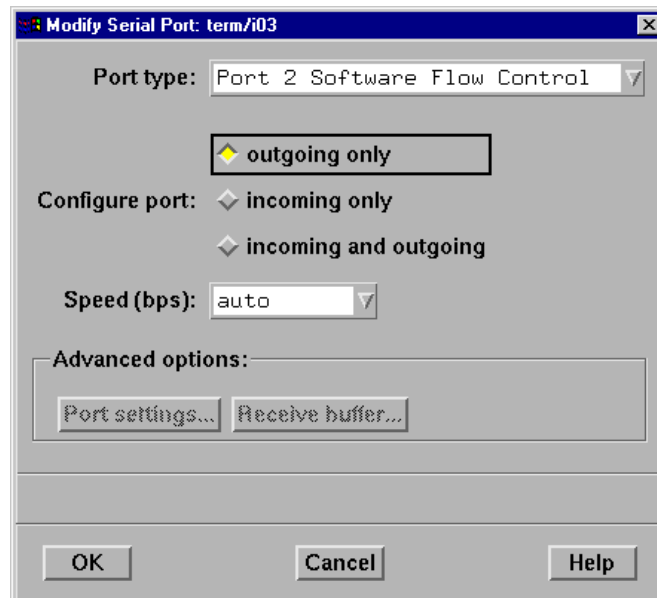 Modify Serial Port: term/i03
Port type: Port 2 Software Flow Control
outgoing only
Configure port: incoming only
incoming and outgoing
Speed (bps): auto
Advanced options:
Port settings... Receive buffer...
OK Cancel Help